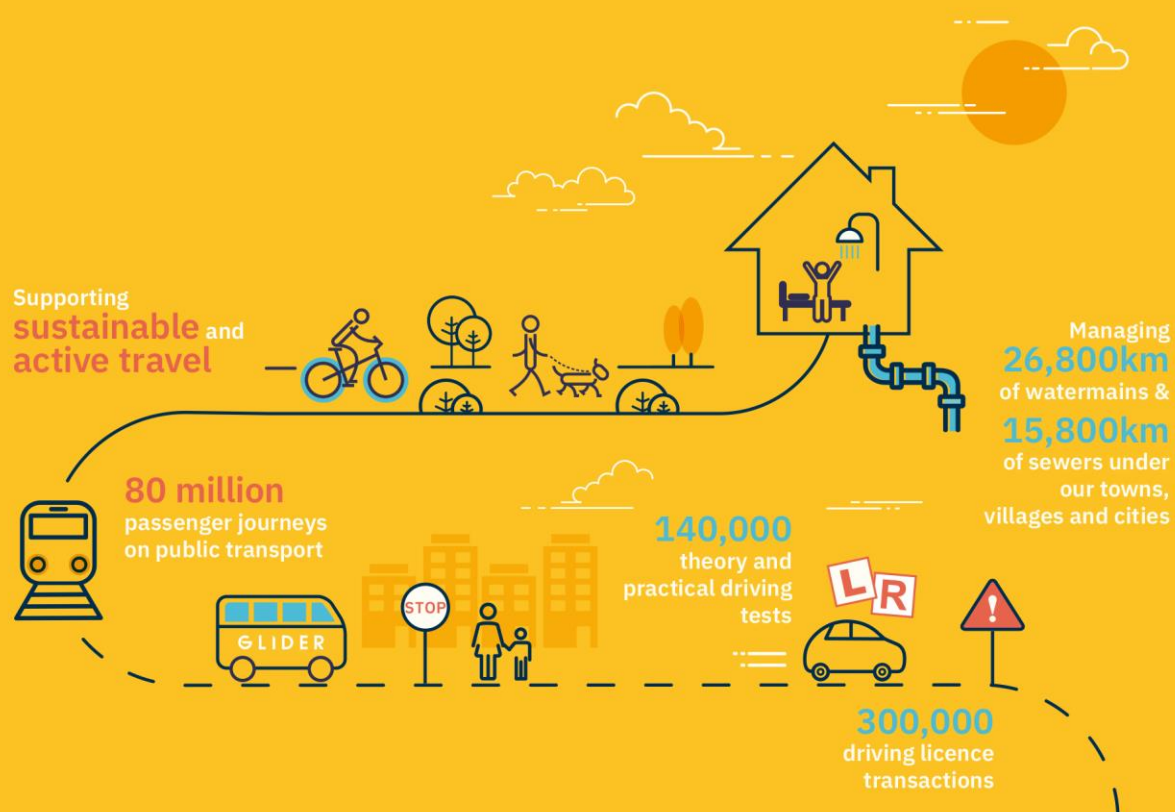 Supporting
sustainable and
active travel
Managing
26,800km
of watermains &
15,800km
of sewers under
our towns,
villages and cities
80 million
passenger journeys
on public transport
140,000
theory and
practical driving
tests
L R
STOP
GLIDER
!
300,000
driving licence
transactions